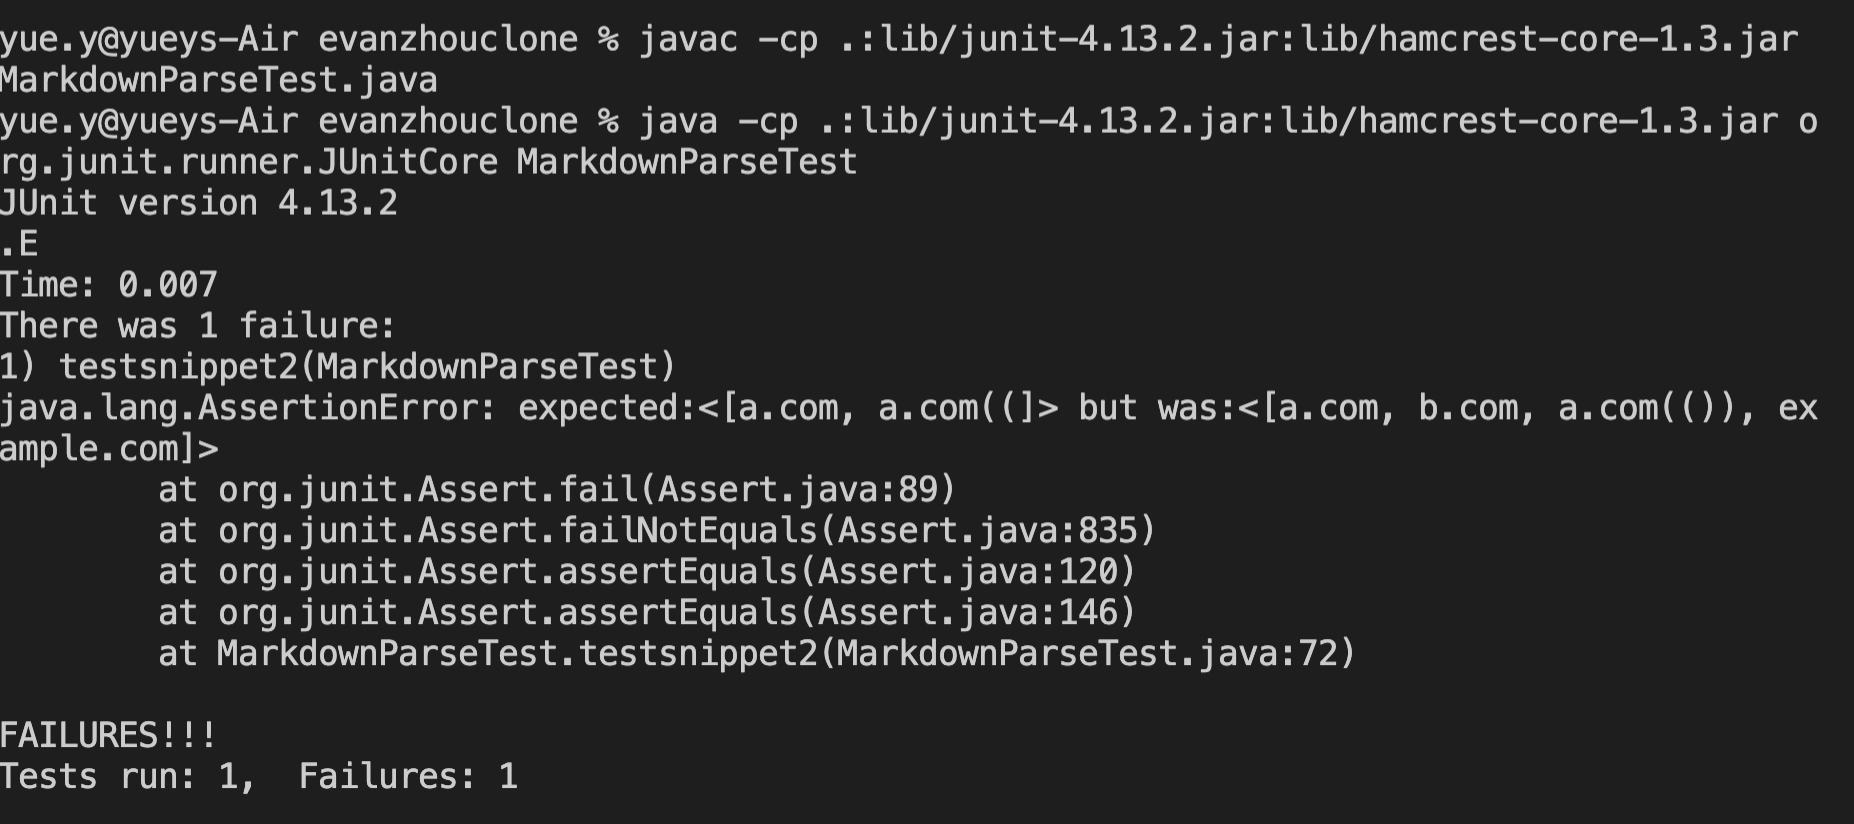 yue.y@yueys-Air evanzhouclone % javac -cp .:lib/junit-4.13.2.jar:lib/hamcrest-core-1.3.jar
MarkdownParseTest.java
yue.y@yueys-Air evanzhouclone % java -cp .:lib/junit-4.13.2.jar:lib/hamcrest-core-1.3.jar o
rg.junit.runner.JUnitCore MarkdownParseTest
JUnit version 4.13.2
.E
Time: 0.007
There was 1 failure:
1) testsnippet2(MarkdownParseTest)
java.lang.AssertionError: expected:<[a.com, a.com((]> but was:<[a.com, b.com, a.com(()), ex
ample.com]>
        at org.junit.Assert.fail(Assert.java:89)
        at org.junit.Assert.failNotEquals(Assert.java:835)
        at org.junit.Assert.assertEquals(Assert.java:120)
        at org.junit.Assert.assertEquals(Assert.java:146)
        at MarkdownParseTest.testsnippet2(MarkdownParseTest.java:72)
FAILURES!!!
Tests run: 1,  Failures: 1